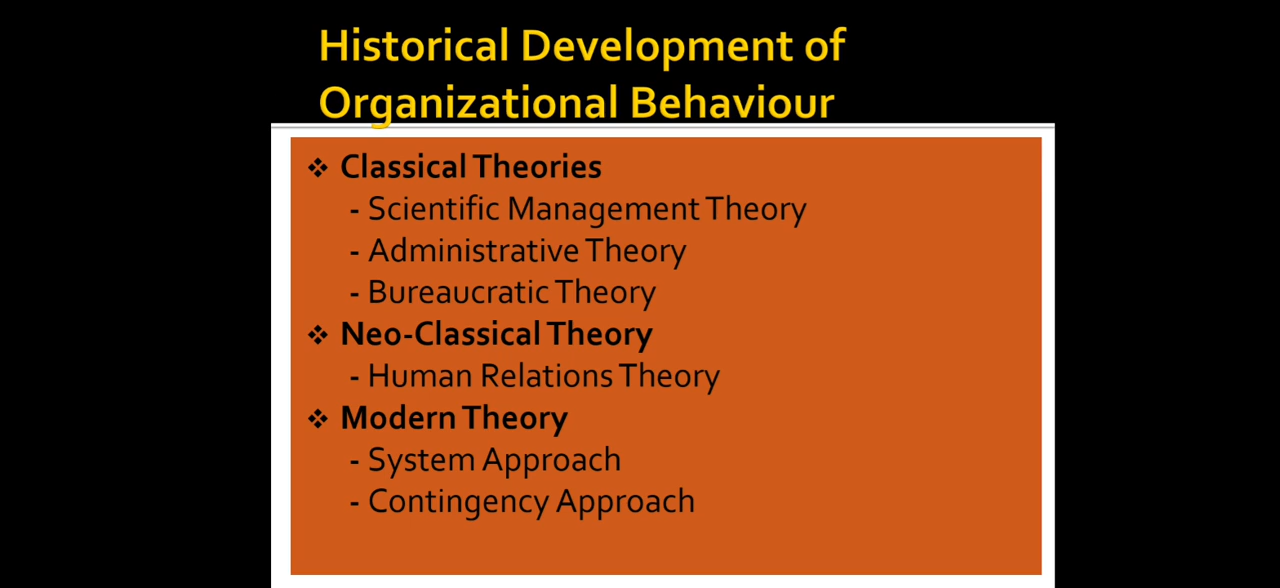 Historical Development of
Organizational Behaviour
❖ Classical Theories
- Scientific Management Theory
- Administrative Theory
- Bureaucratic Theory
❖ Neo-Classical Theory
- Human Relations Theory
❖ Modern Theory
- System Approach
- Contingency Approach